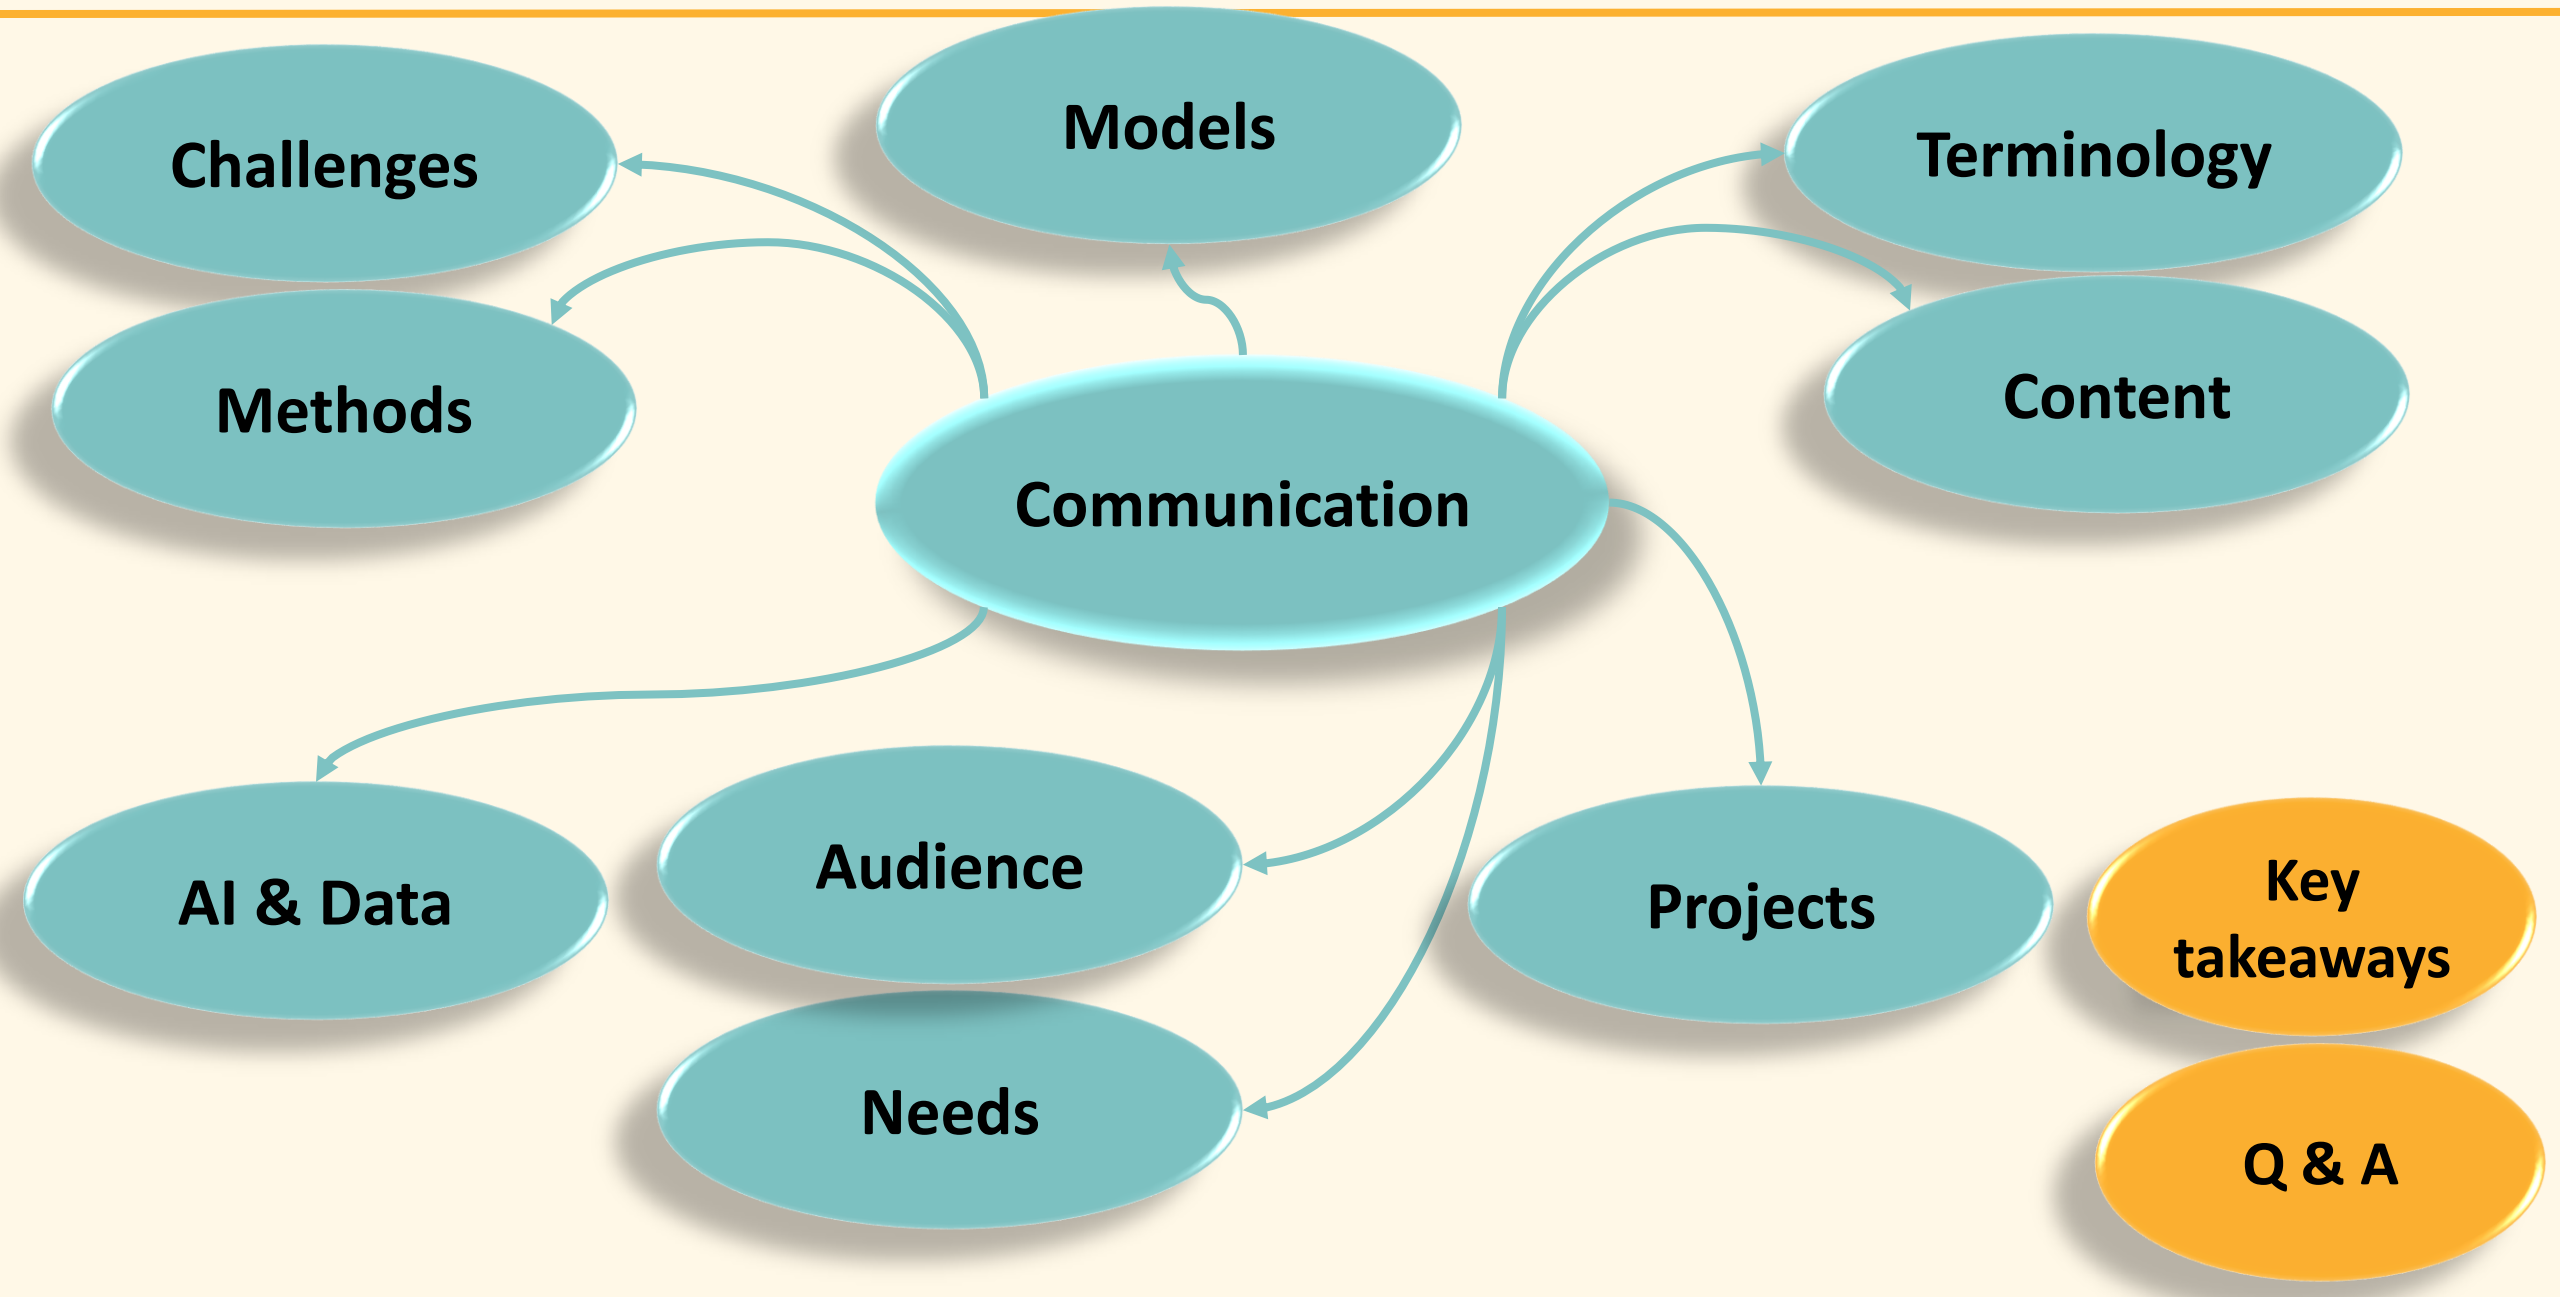 Models
Challenges
Terminology
Methods
Content
Communication
AI & Data
Audience
Projects
Key
takeaways
Needs
Q & A